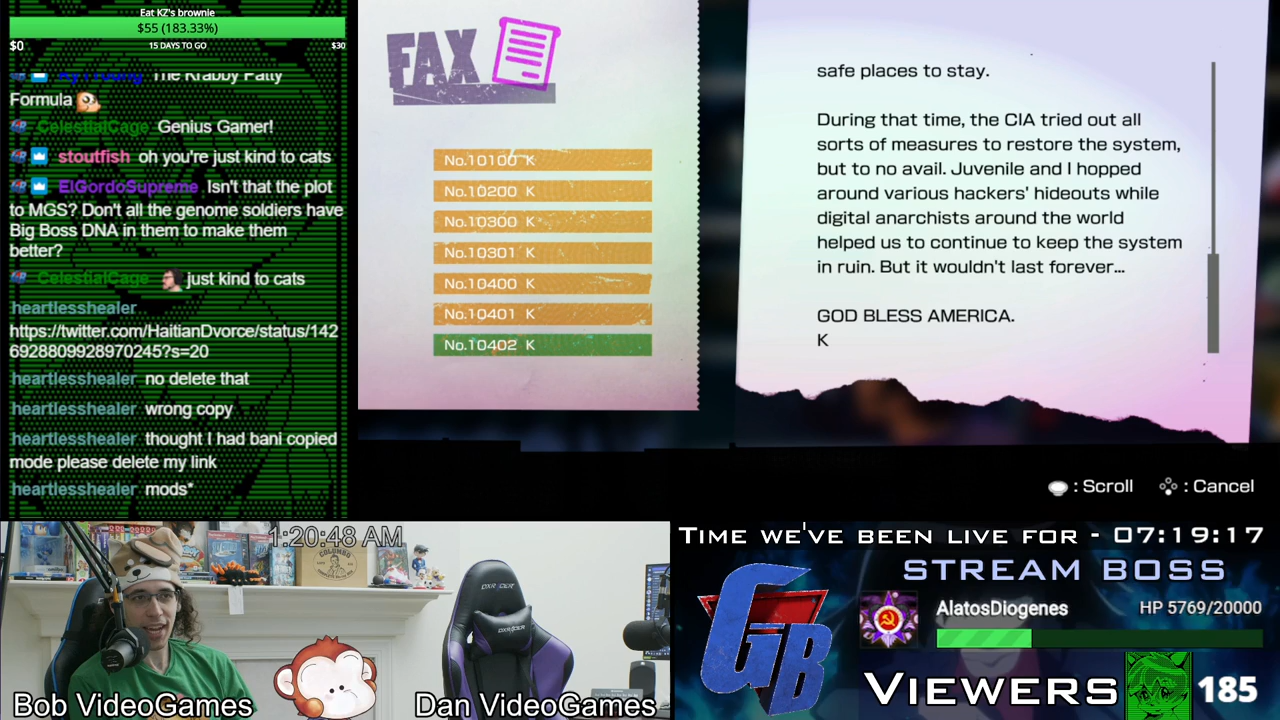 Eat KZ's brownie
$55 (183.33%)
$0
15 DAYS TO GO
$30
The Krabby Patty
Formula
CelestialCage Genius Gamer!
stoutfish oh you're just kind to cats
ElGordoSupreme Isn't that the plot
to MGS? Don't all the genome soldiers have
Big Boss DNA in them to make them
better?
CelestialCage just kind to cats
heartlesshealer
https://twitter.com/HaitianDvorce/status/142
6928809928970245?s=20
heartlesshealer no delete that
heartlesshealer wrong copy
heartlesshealer thought I had bani copied
mode please delete my link
heartlesshealer mods*
FAX
No.10100 K
No.10200 K
No.10300 K
No.10301 K
No.10400 K
No.10401 K
No.10402 K
safe places to stay.
During that time, the CIA tried out all
sorts of measures to restore the system,
but to no avail. Juvenile and I hopped
around various hackers' hideouts while
digital anarchists around the world
helped us to continue to keep the system
in ruin. But it wouldn't last forever...
GOD BLESS AMERICA.
K
: Scroll
: Cancel
1:20:48 AM
COLUMBO
DXRACER
Bob VideoGames
Dan VideoGames
TIME WE'VE BEEN LIVE FOR - 07:19:17
STREAM BOSS
AlatosDiogenes
HP 5769/20000
GB
VIEWERS
185